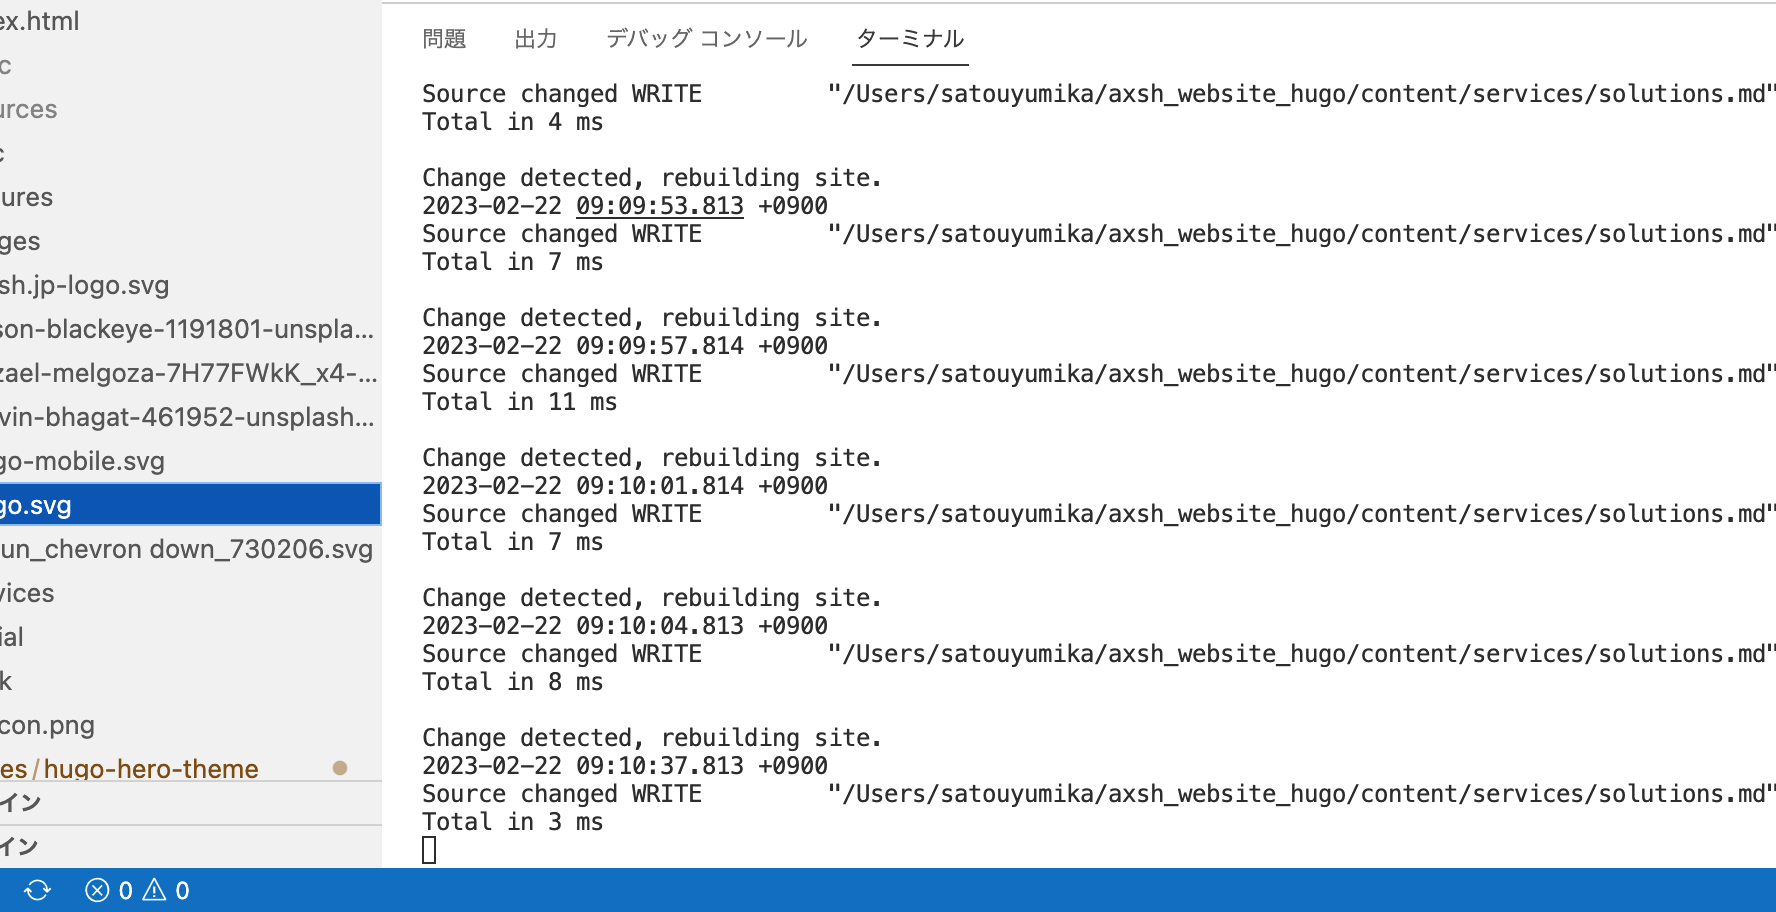 ex.html
c
urces
c
ures
ges
sh.jp-logo.svg
son-blackeye-1191801-unspla...
zael-melgoza-7H77FWkK_x4-...
vin-bhagat-461952-unsplash...
go-mobile.svg
go.svg
un_chevron down_730206.svg
vices
ial
k
con.png
es/hugo-hero-theme
イン
イン
問題 出力 デバッグ コンソール ターミナル
Source changed WRITE "/Users/satouyumika/axsh_website_hugo/content/services/solutions.md"
Total in 4 ms
Change detected, rebuilding site.
2023-02-22 09:09:53.813 +0900
Source changed WRITE "/Users/satouyumika/axsh_website_hugo/content/services/solutions.md"
Total in 7 ms
Change detected, rebuilding site.
2023-02-22 09:09:57.814 +0900
Source changed WRITE "/Users/satouyumika/axsh_website_hugo/content/services/solutions.md"
Total in 11 ms
Change detected, rebuilding site.
2023-02-22 09:10:01.814 +0900
Source changed WRITE "/Users/satouyumika/axsh_website_hugo/content/services/solutions.md"
Total in 7 ms
Change detected, rebuilding site.
2023-02-22 09:10:04.813 +0900
Source changed WRITE "/Users/satouyumika/axsh_website_hugo/content/services/solutions.md"
Total in 8 ms
Change detected, rebuilding site.
2023-02-22 09:10:37.813 +0900
Source changed WRITE "/Users/satouyumika/axsh_website_hugo/content/services/solutions.md"
Total in 3 ms
0 0